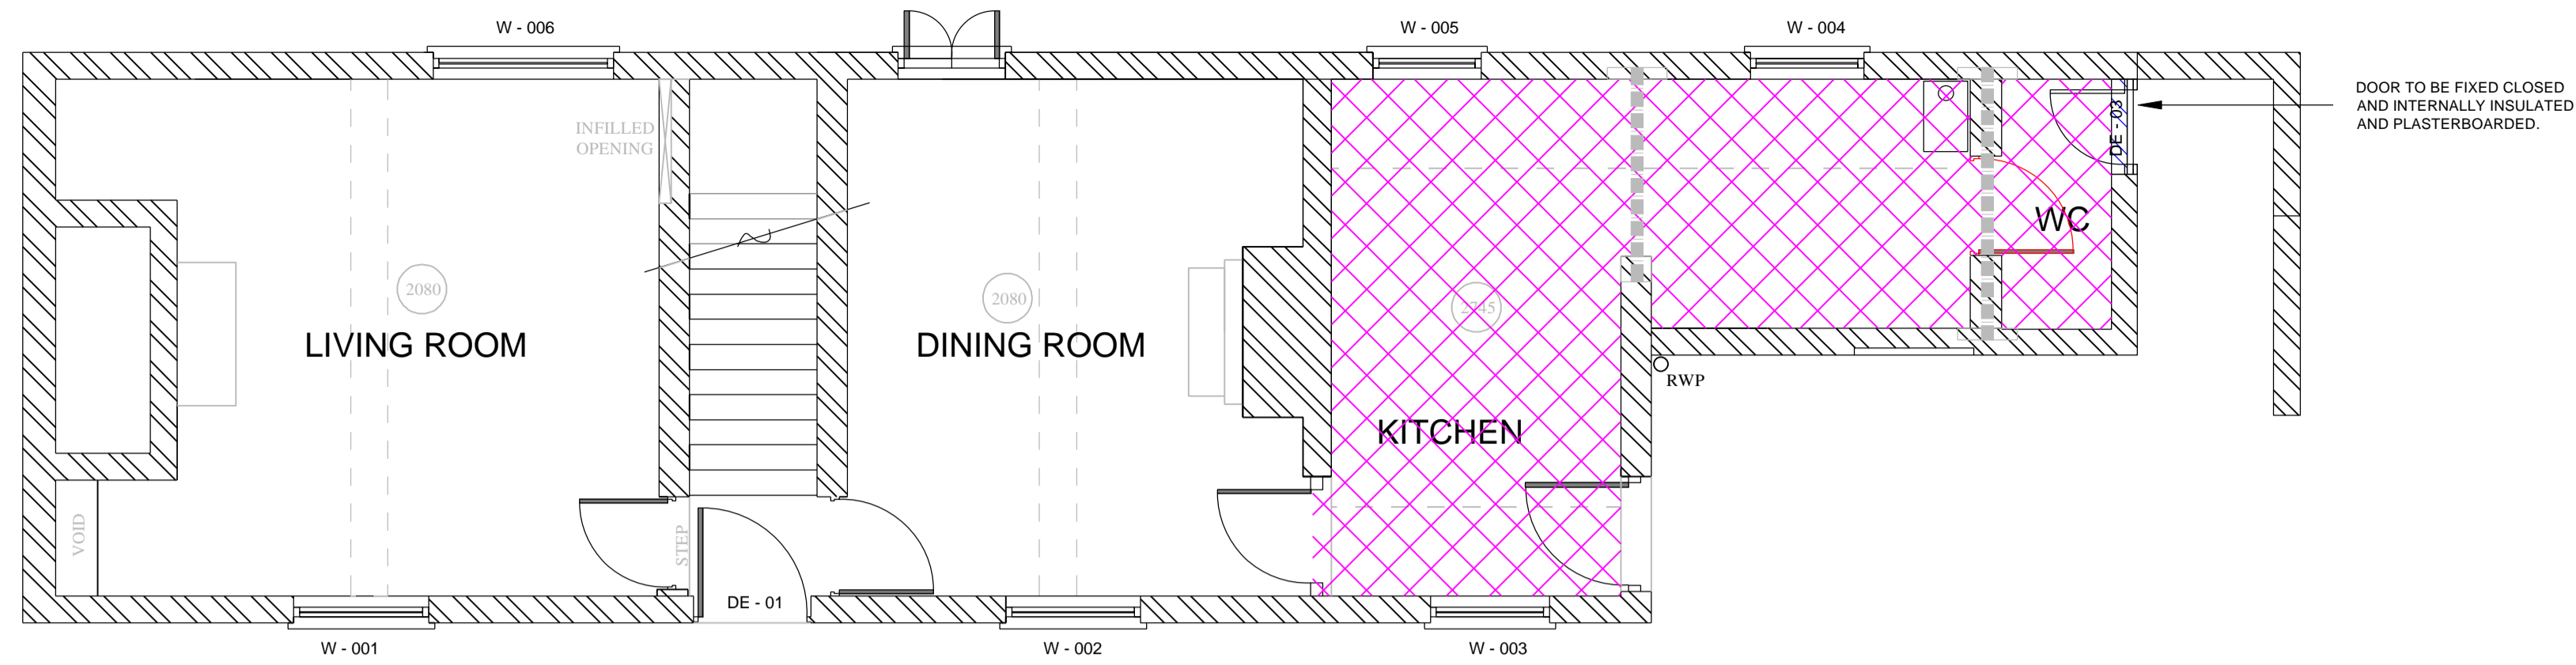 W - 006
W - 005
W - 004
DOOR TO BE FIXED CLOSED
AND INTERNALLY INSULATED
AND PLASTERBOARDED.
DE - 03
INFILLED
OPENING
WC
2080
2080
2745
LIVING ROOM
DINING ROOM
RWP
KITCHEN
VOID
STEP
DE - 01
W - 001
W - 002
W - 003